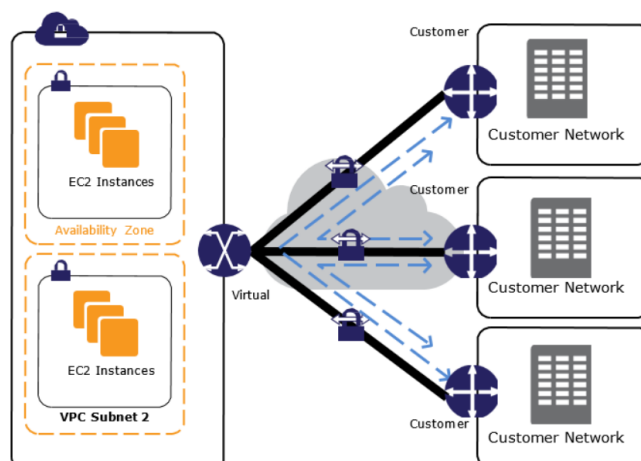 Customer
Customer Network
EC2 Instances
Availability Zone
Customer
Customer Network
Virtual
EC2 Instances
VPC Subnet 2
Customer
Customer Network